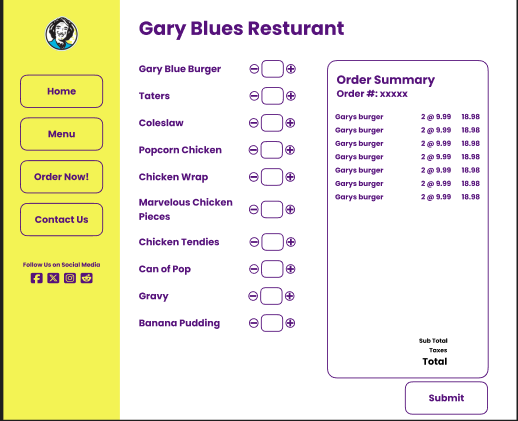 Gary Blues Resturant
Home
Menu
Order Now!
Contact Us
Follow Us on Social Media
Gary Blue Burger
Taters
Coleslaw
Popcorn Chicken
Chicken Wrap
Marvelous Chicken
Pieces
Chicken Tendies
Can of Pop
Gravy
Banana Pudding
Order Summary
Order #: xxxxx
Garys burger 2 @ 9.99 18.98
Garys burger 2 @ 9.99 18.98
Garys burger 2 @ 9.99 18.98
Garys burger 2 @ 9.99 18.98
Garys burger 2 @ 9.99 18.98
Garys burger 2 @ 9.99 18.98
Garys burger 2 @ 9.99 18.98
Sub Total
Taxes
Total
Submit